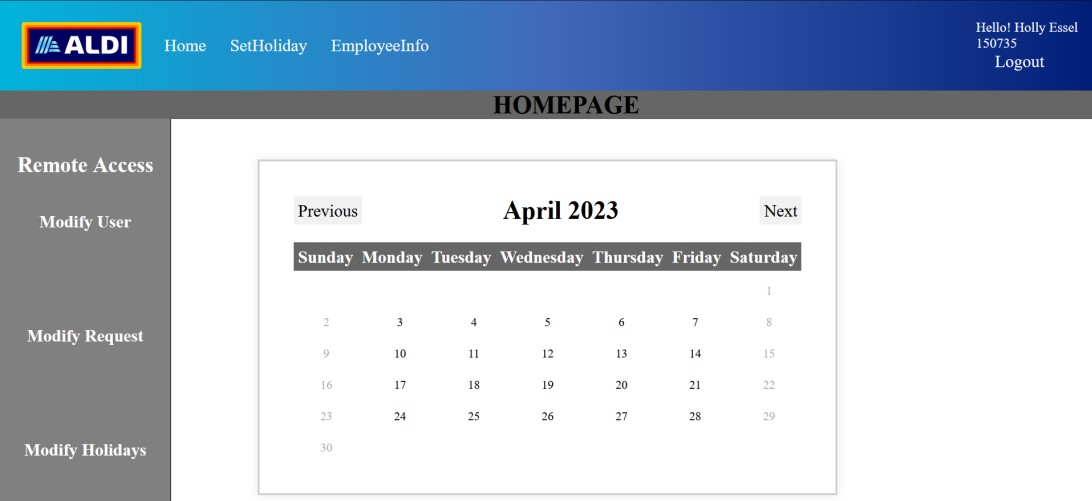 ALDI
Home SetHoliday EmployeeInfo
Hello! Holly Essel
150735
Logout
HOMEPAGE
Remote Access
Modify User
Modify Request
Modify Holidays
Previous April 2023 Next
Sunday Monday Tuesday Wednesday Thursday Friday Saturday
1
2 3 4 5 6 7 8
9 10 11 12 13 14 15
16 17 18 19 20 21 22
23 24 25 26 27 28 29
30